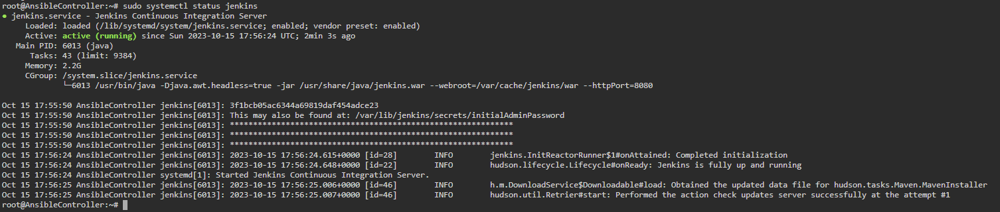 root@AnsibleController:~# sudo systemctl status jenkins
● jenkins.service - Jenkins Continuous Integration Server
Loaded: loaded (/lib/systemd/system/jenkins.service; enabled; vendor preset: enabled)
Active: active (running) since Sun 2023-10-15 17:56:24 UTC; 2min 3s ago
Main PID: 6013 (java)
Tasks: 43 (limit: 9384)
Memory: 2.2G
CGroup: /system.slice/jenkins.service
└─6013 /usr/bin/java -Djava.awt.headless=true -jar /usr/share/java/jenkins.war --webroot=/var/cache/jenkins/war --httpPort=8080
Oct 15 17:55:50 AnsibleController jenkins[6013]: 3f1bcb05ac6344a69819daf454adce23
Oct 15 17:55:50 AnsibleController jenkins[6013]: This may also be found at: /var/lib/jenkins/secrets/initialAdminPassword
Oct 15 17:55:50 AnsibleController jenkins[6013]: *************************************************************
Oct 15 17:55:50 AnsibleController jenkins[6013]: *************************************************************
Oct 15 17:55:50 AnsibleController jenkins[6013]: *************************************************************
Oct 15 17:56:24 AnsibleController jenkins[6013]: 2023-10-15 17:56:24.615+0000 [id=28] INFO jenkins.InitReactorRunner$1#onAttained: Completed initialization
Oct 15 17:56:24 AnsibleController jenkins[6013]: 2023-10-15 17:56:24.648+0000 [id=22] INFO hudson.lifecycle.Lifecycle#onReady: Jenkins is fully up and running
Oct 15 17:56:24 AnsibleController systemd[1]: Started Jenkins Continuous Integration Server.
Oct 15 17:56:25 AnsibleController jenkins[6013]: 2023-10-15 17:56:25.006+0000 [id=46] INFO h.m.DownloadService$Downloadable#load: Obtained the updated data file for hudson.tasks.Maven.MavenInstaller
Oct 15 17:56:25 AnsibleController jenkins[6013]: 2023-10-15 17:56:25.007+0000 [id=46] INFO hudson.util.Retrier#start: Performed the action check updates server successfully at the attempt #1
root@AnsibleController:~#